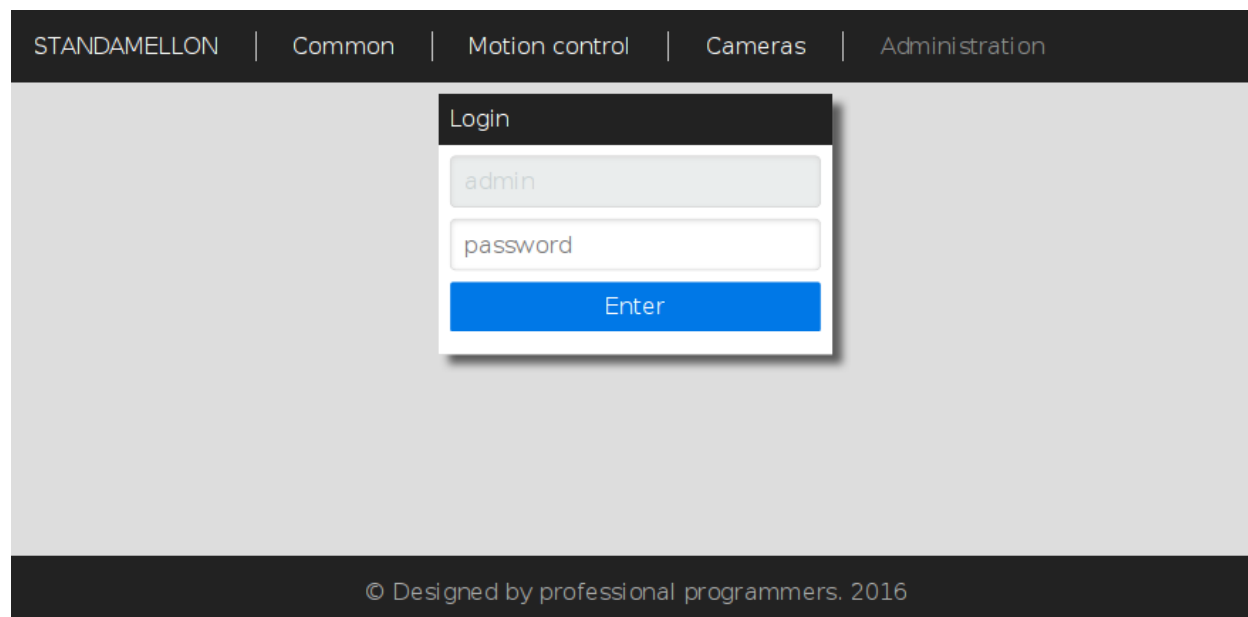 STANDAMELLON Common Motion control Cameras Administration
Login
admin
password
Enter
© Designed by professional programmers. 2016